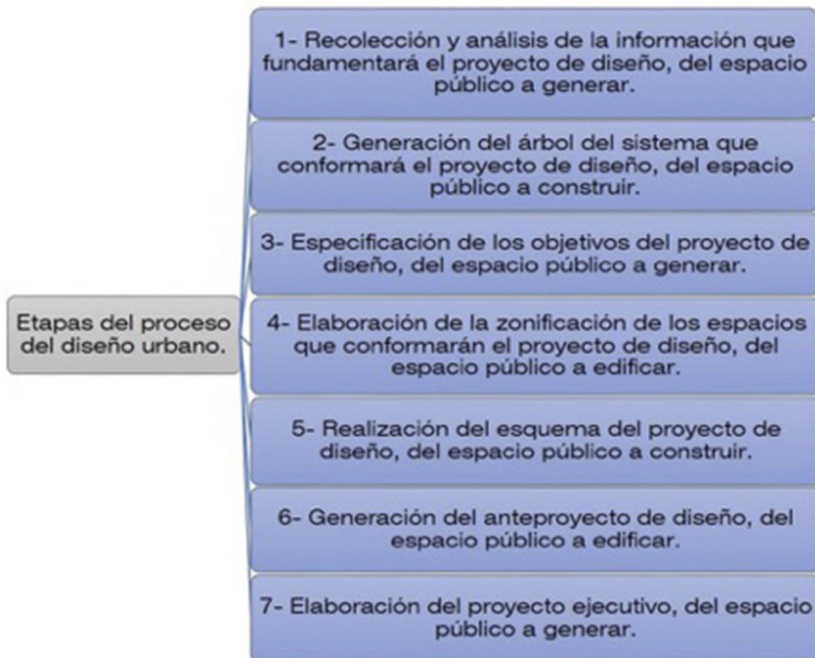 Etapas del proceso
del diseño urbano.
1- Recolección y análisis de la información que
fundamentará el proyecto de diseño, del espacio
público a generar.
2- Generación del árbol del sistema que
conformará el proyecto de diseño, del espacio
público a construir.
3- Especificación de los objetivos del proyecto de
diseño, del espacio público a generar.
4- Elaboración de la zonificación de los espacios
que conformarán el proyecto de diseño, del
espacio público a edificar.
5- Realización del esquema del proyecto de
diseño, del espacio público a construir.
6- Generación del anteproyecto de diseño, del
espacio público a edificar.
7- Elaboración del proyecto ejecutivo, del espacio
público a generar.